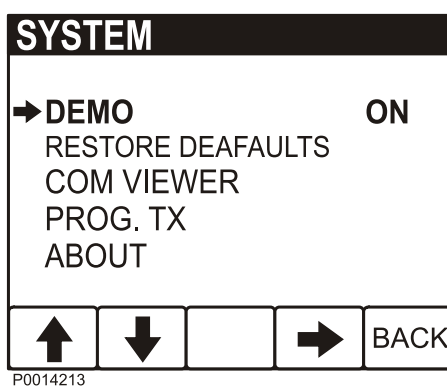 SYSTEM
DEMO ON
RESTORE DEAFAULTS
COM VIEWER
PROG. TX
ABOUT
BACK
P0014213